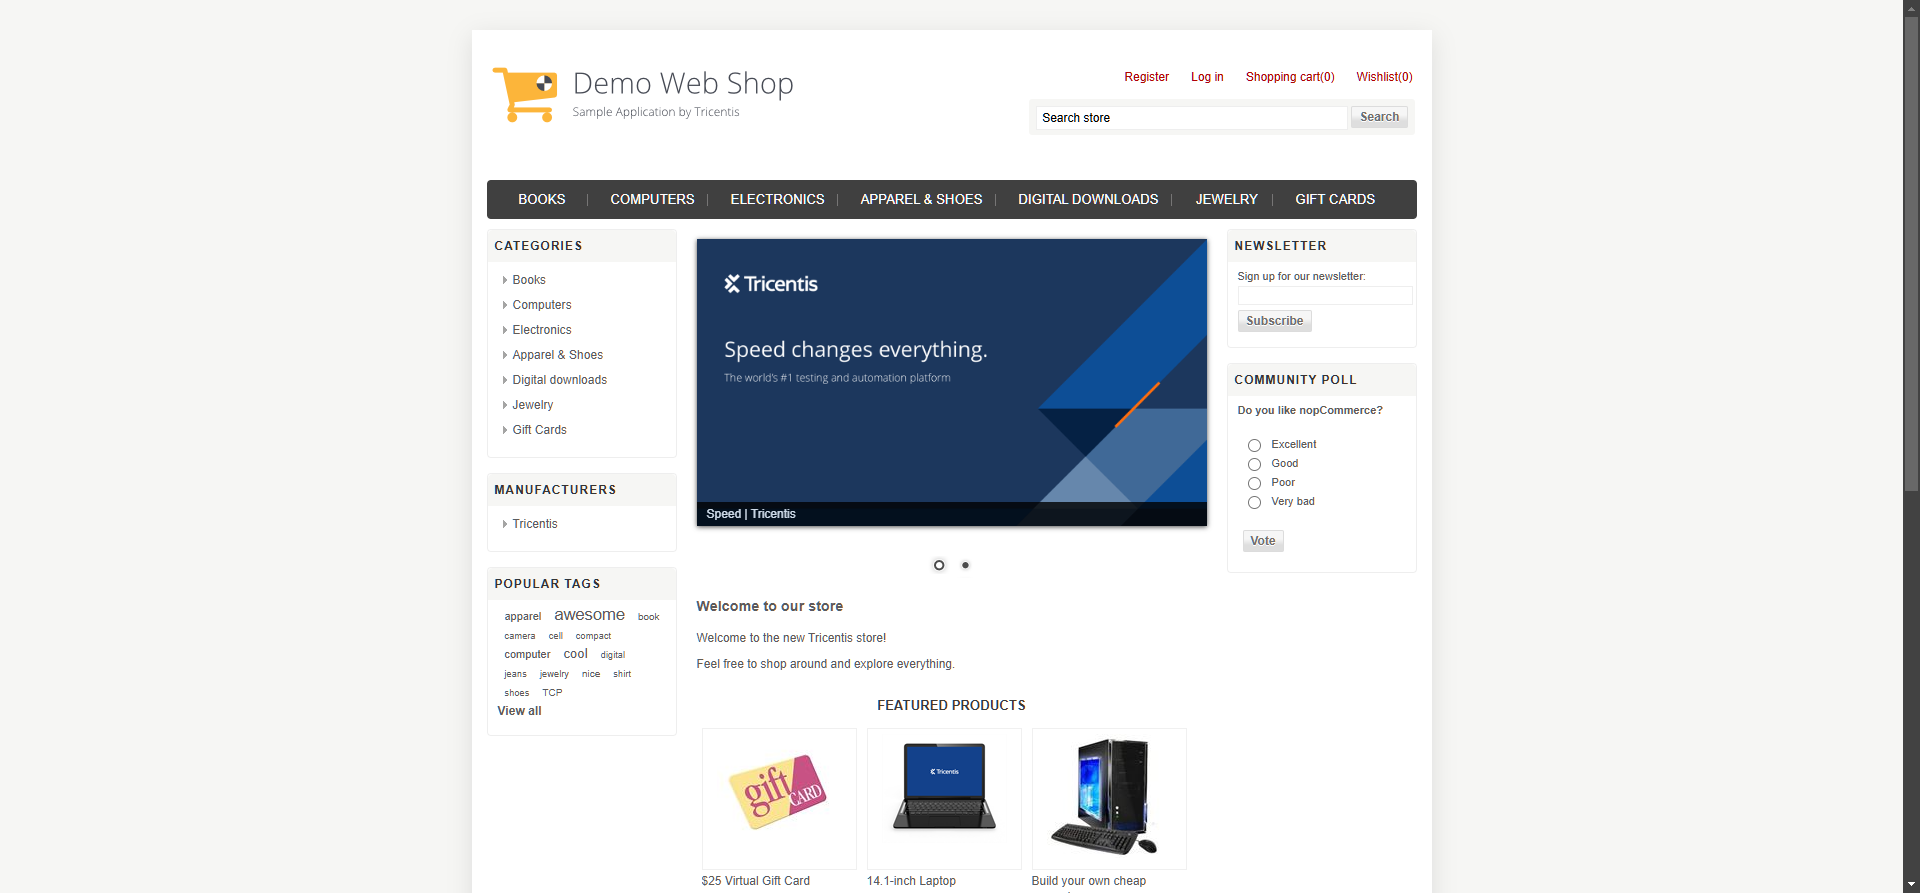 Demo Web Shop
Sample Application by Tricentis
Register Log in Shopping cart(0) Wishlist(0)
Search store Search
BOOKS COMPUTERS ELECTRONICS APPAREL & SHOES DIGITAL DOWNLOADS JEWELRY GIFT CARDS
CATEGORIES
Books
Computers
Electronics
Apparel & Shoes
Digital downloads
Jewelry
Gift Cards
MANUFACTURERS
Tricentis
POPULAR TAGS
apparel awesome book
camera cell compact
computer cool digital
jeans jewelry nice shirt
shoes TCP
View all
Tricentis
Speed changes everything.
The world's #1 testing and automation platform
Speed | Tricentis
Welcome to our store
Welcome to the new Tricentis store!
Feel free to shop around and explore everything.
FEATURED PRODUCTS
gift CARD
Tricentis
$25 Virtual Gift Card
14.1-inch Laptop
Build your own cheap
NEWSLETTER
Sign up for our newsletter:
Subscribe
COMMUNITY POLL
Do you like nopCommerce?
Excellent
Good
Poor
Very bad
Vote